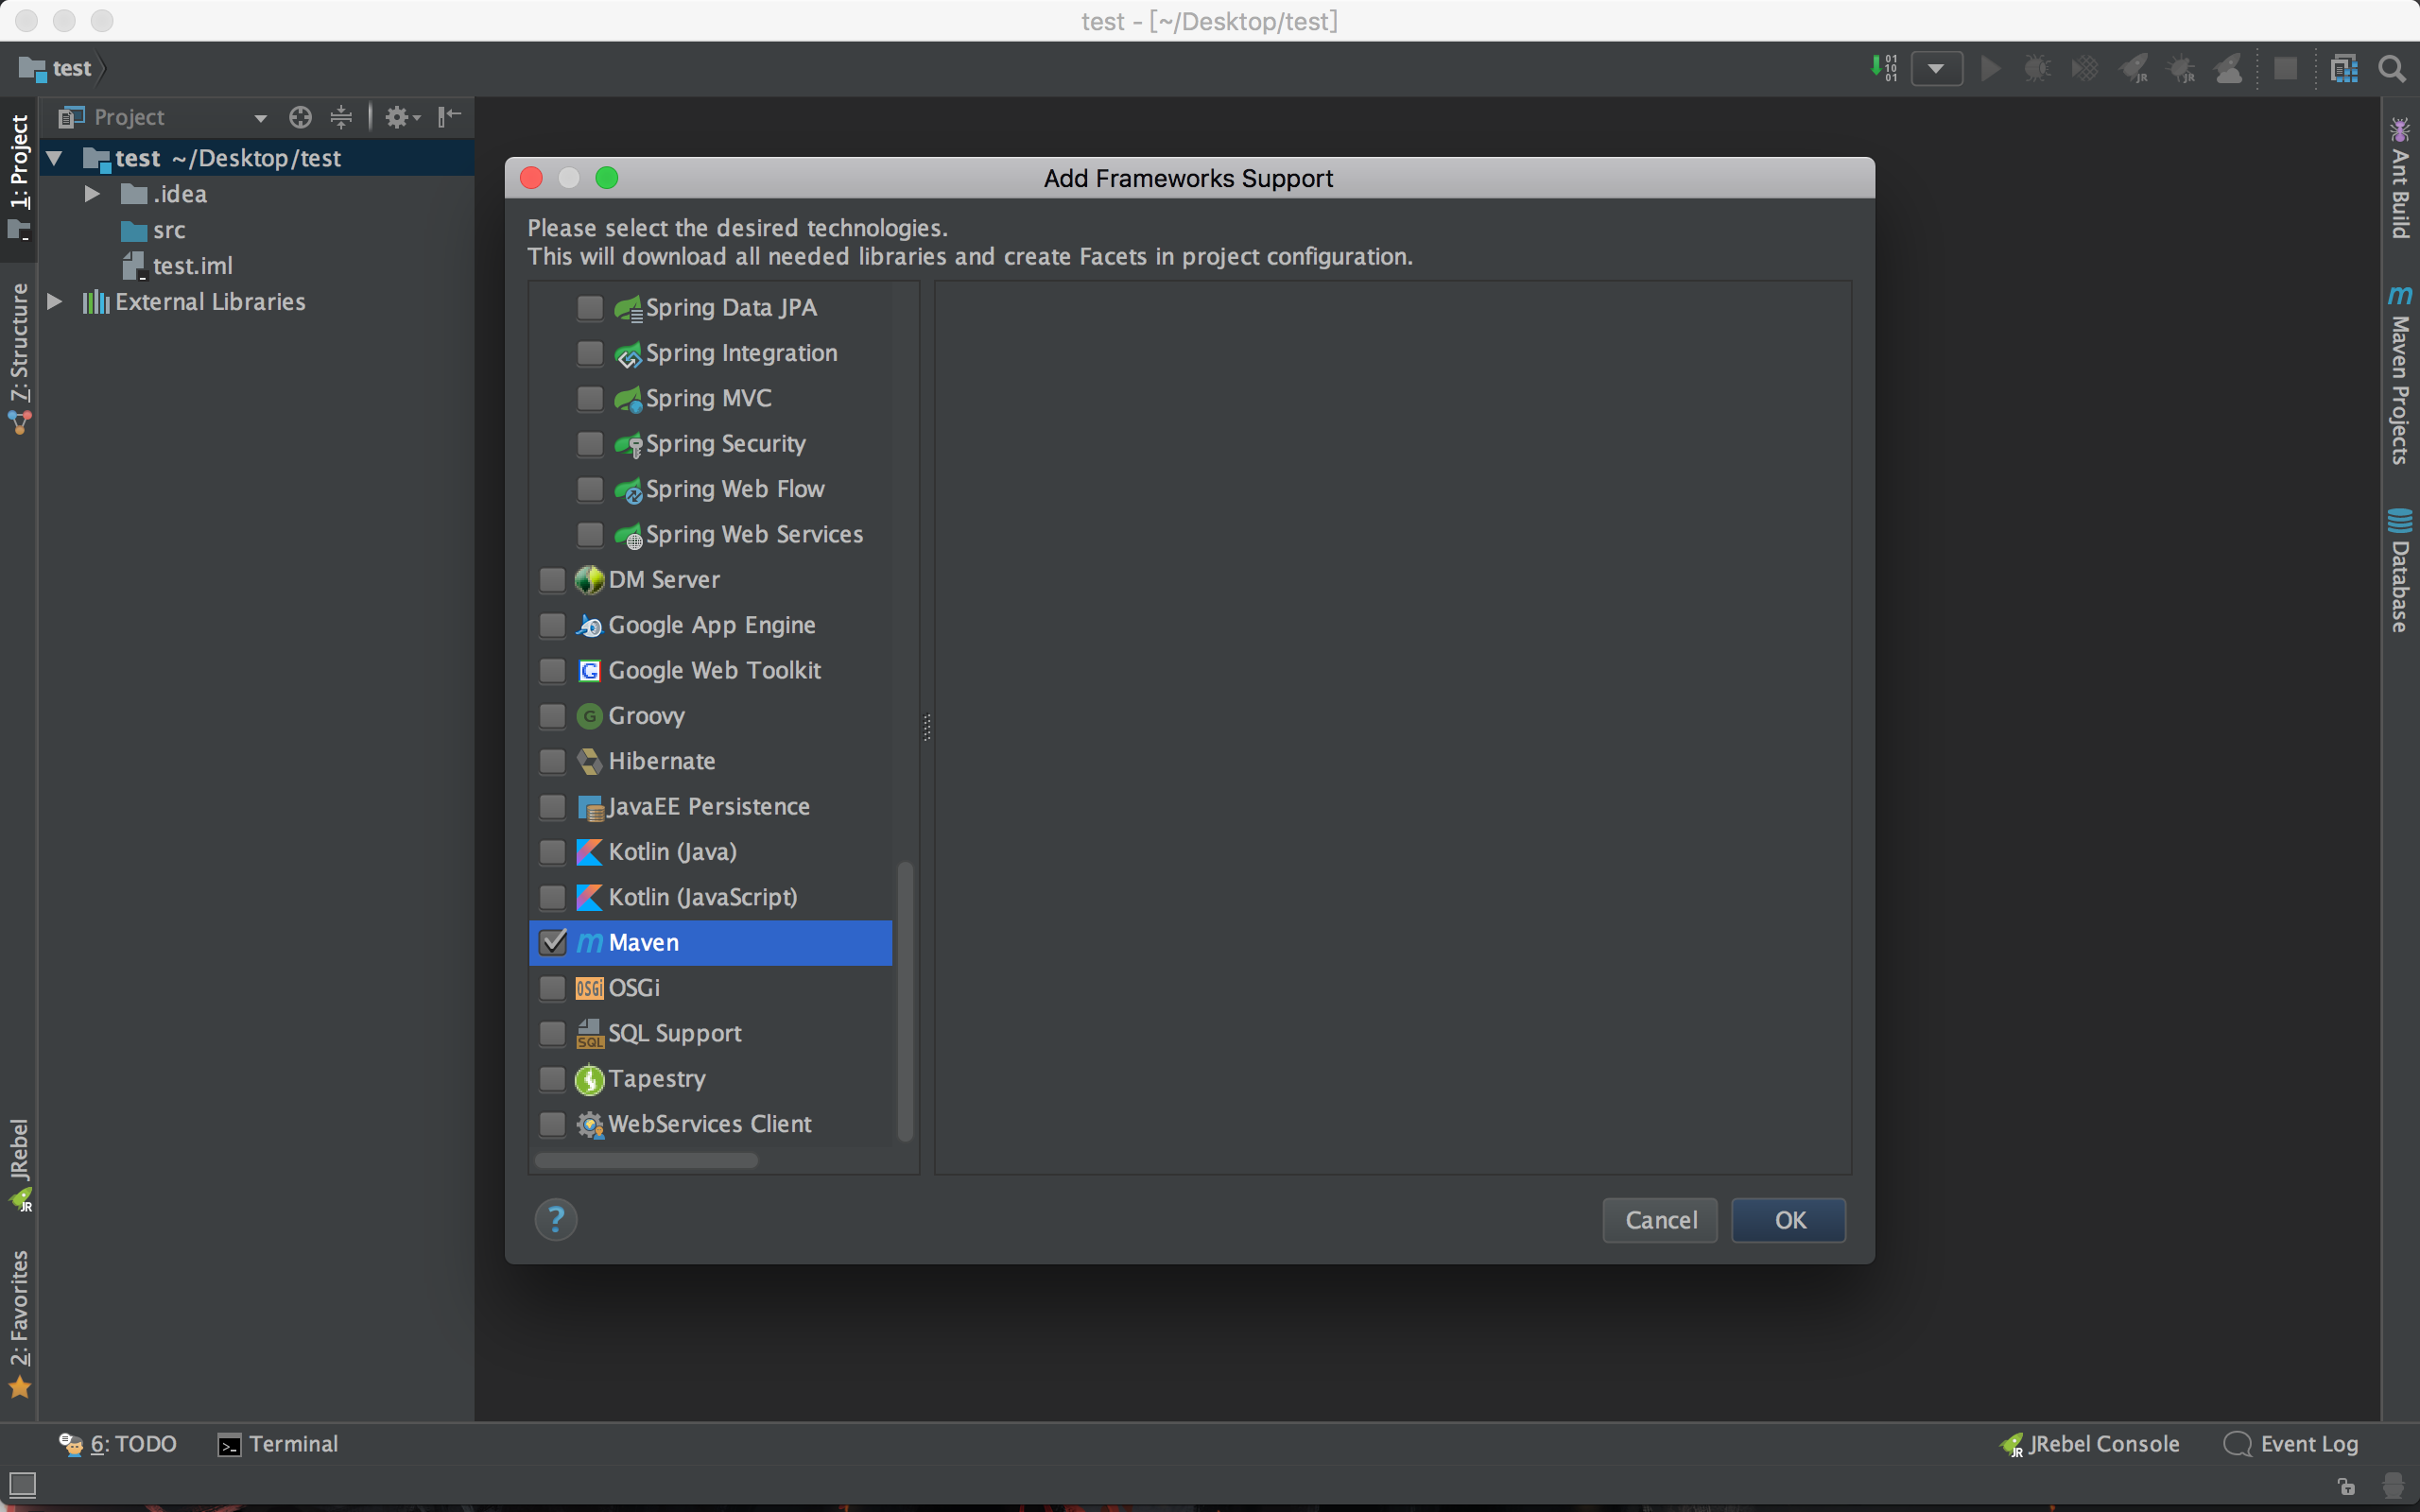 test - [~/Desktop/test]
test
Project
1: Project
test ~/Desktop/test
.idea
src
test.iml
External Libraries
7: Structure
JRebel
2: Favorites
Add Frameworks Support
Please select the desired technologies.
This will download all needed libraries and create Facets in project configuration.
Spring Data JPA
Spring Integration
Spring MVC
Spring Security
Spring Web Flow
Spring Web Services
DM Server
Google App Engine
Google Web Toolkit
Groovy
Hibernate
JavaEE Persistence
Kotlin (Java)
Kotlin (JavaScript)
Maven
OSGi
SQL Support
Tapestry
WebServices Client
?
Cancel
OK
Ant Build
Maven Projects
Database
6: TODO
Terminal
JRebel Console
Event Log